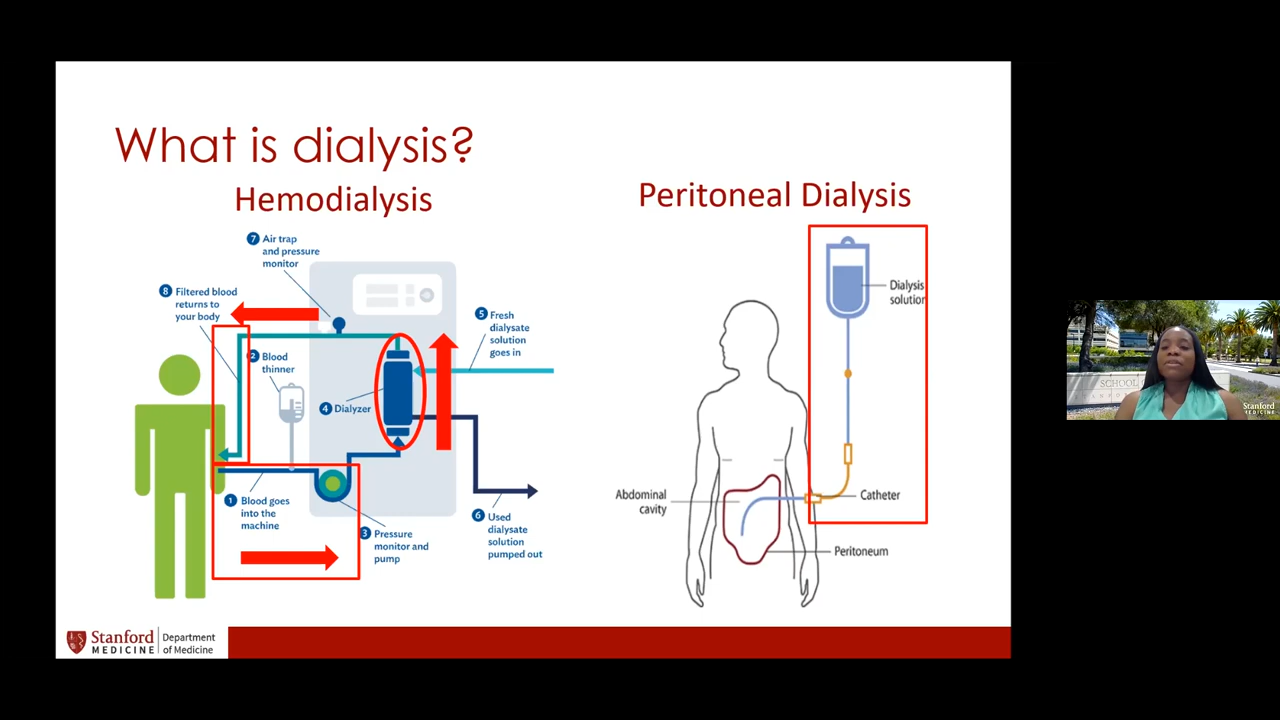 What is dialysis?
Hemodialysis
7 Air trap
and pressure
monitor
8 Filtered blood
returns to
your body
2 Blood
thinner
5 Fresh
dialysate
solution
goes in
4 Dialyzer
1 Blood goes
into the
machine
3 Pressure
monitor and
pump
6 Used
dialysate
solution
pumped out
Peritoneal Dialysis
Dialysis
solution
Abdominal
cavity
Catheter
Peritoneum
Stanford
MEDICINE
Department
of Medicine
SCHOOL
Stanford
MEDICINE